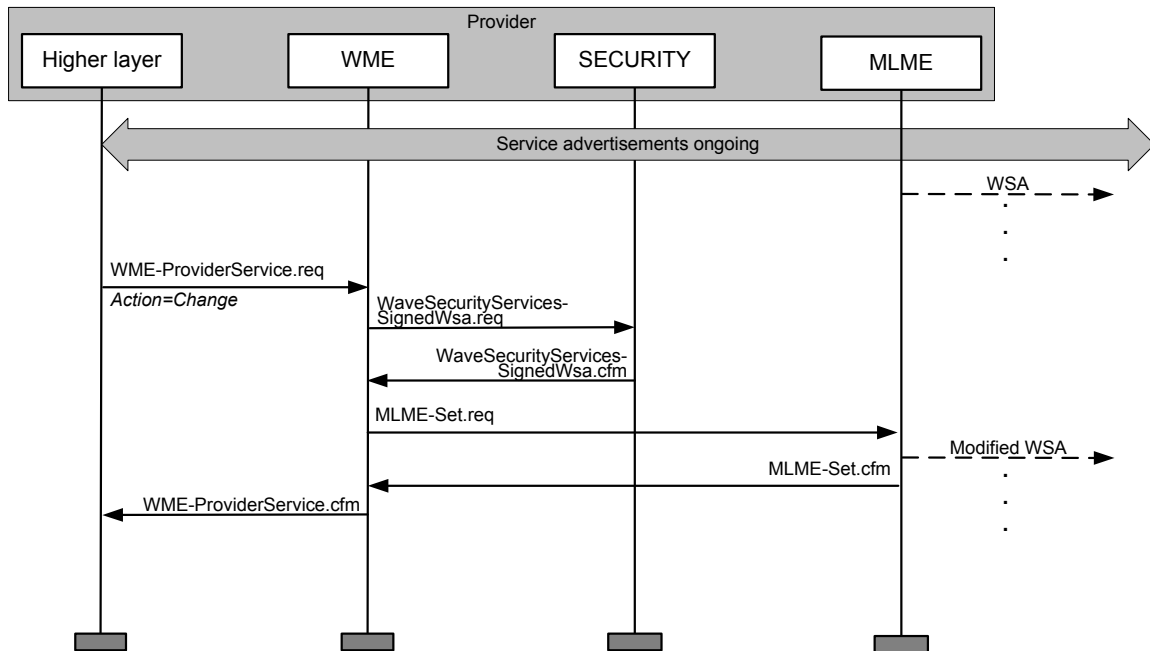 Provider
Higher layer
WME
SECURITY
MLME
Service advertisements ongoing
WSA
WME-ProviderService.req
Action=Change
WaveSecurityServices-
SignedWsa.req
WaveSecurityServices-
SignedWsa.cfm
MLME-Set.req
Modified WSA
MLME-Set.cfm
WME-ProviderService.cfm